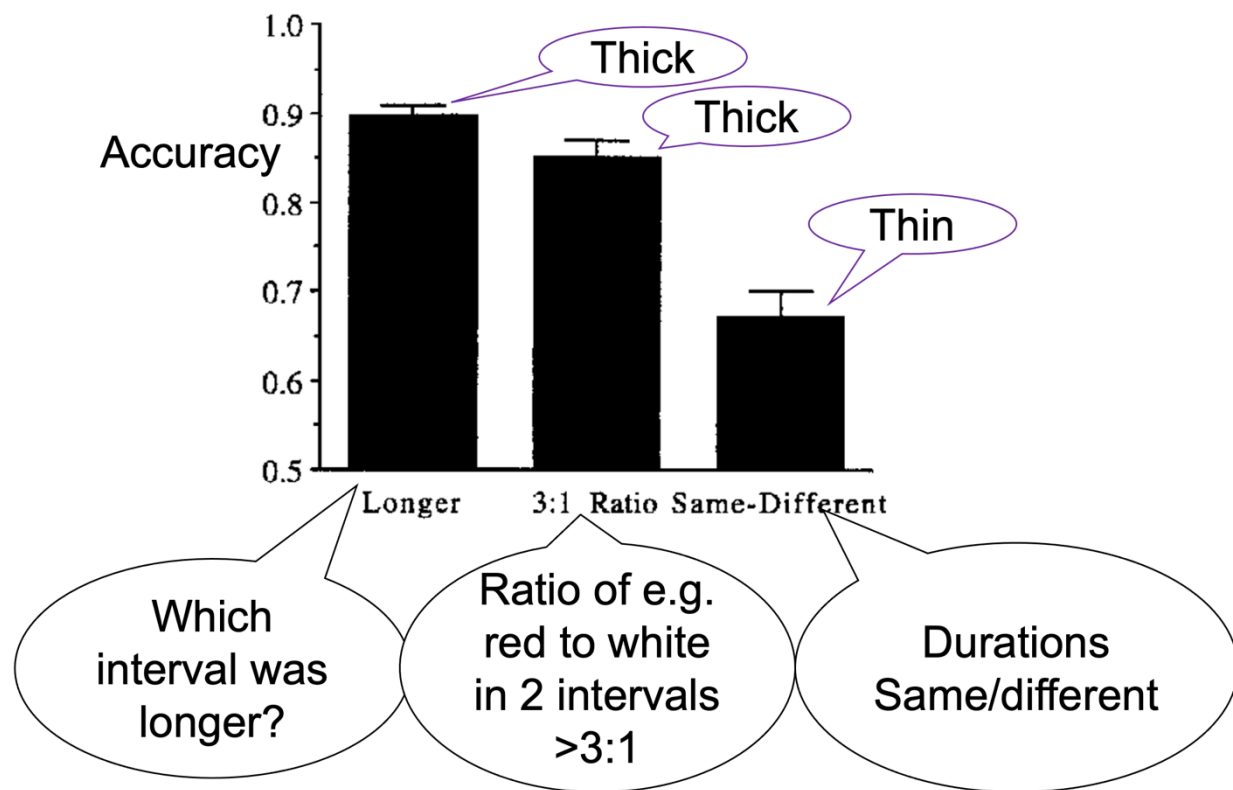 1.0
Thick
0.9
Thick
Accuracy
0.8
Thin
0.7
0.6
0.5
Longer
3:1 Ratio
Same-Different
Which
interval was
longer?
Ratio of e.g.
red to white
in 2 intervals
>3:1
Durations
Same/different